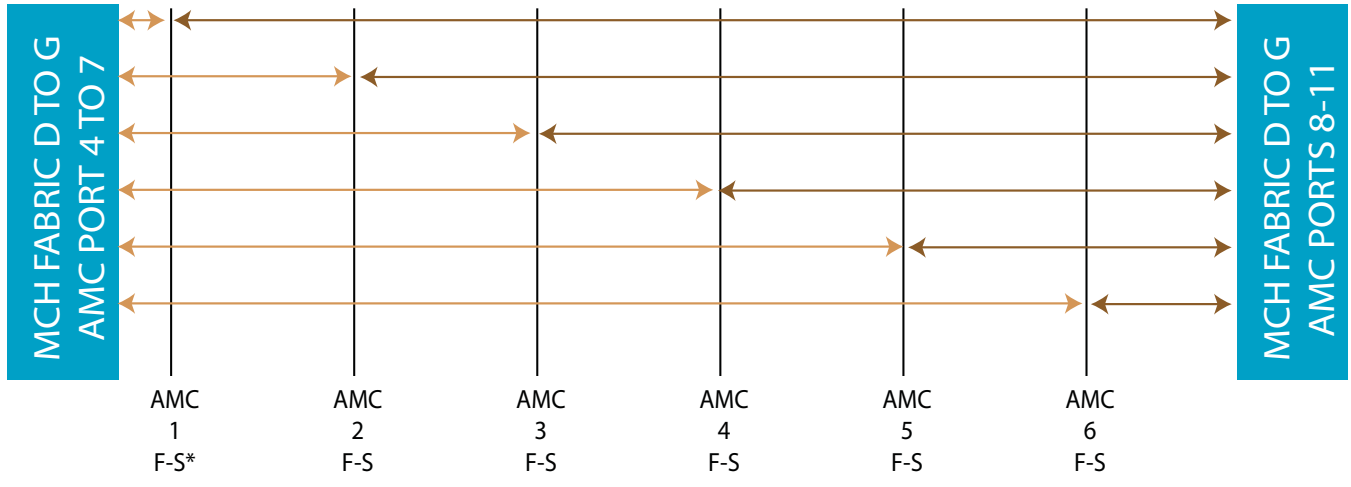 MCH FABRIC D TO G
AMC PORT 4 TO 7
AMC
1
F-S*
AMC
2
F-S
AMC
3
F-S
AMC
4
F-S
AMC
5
F-S
AMC
6
F-S
MCH FABRIC D TO G
AMC PORTS 8-11